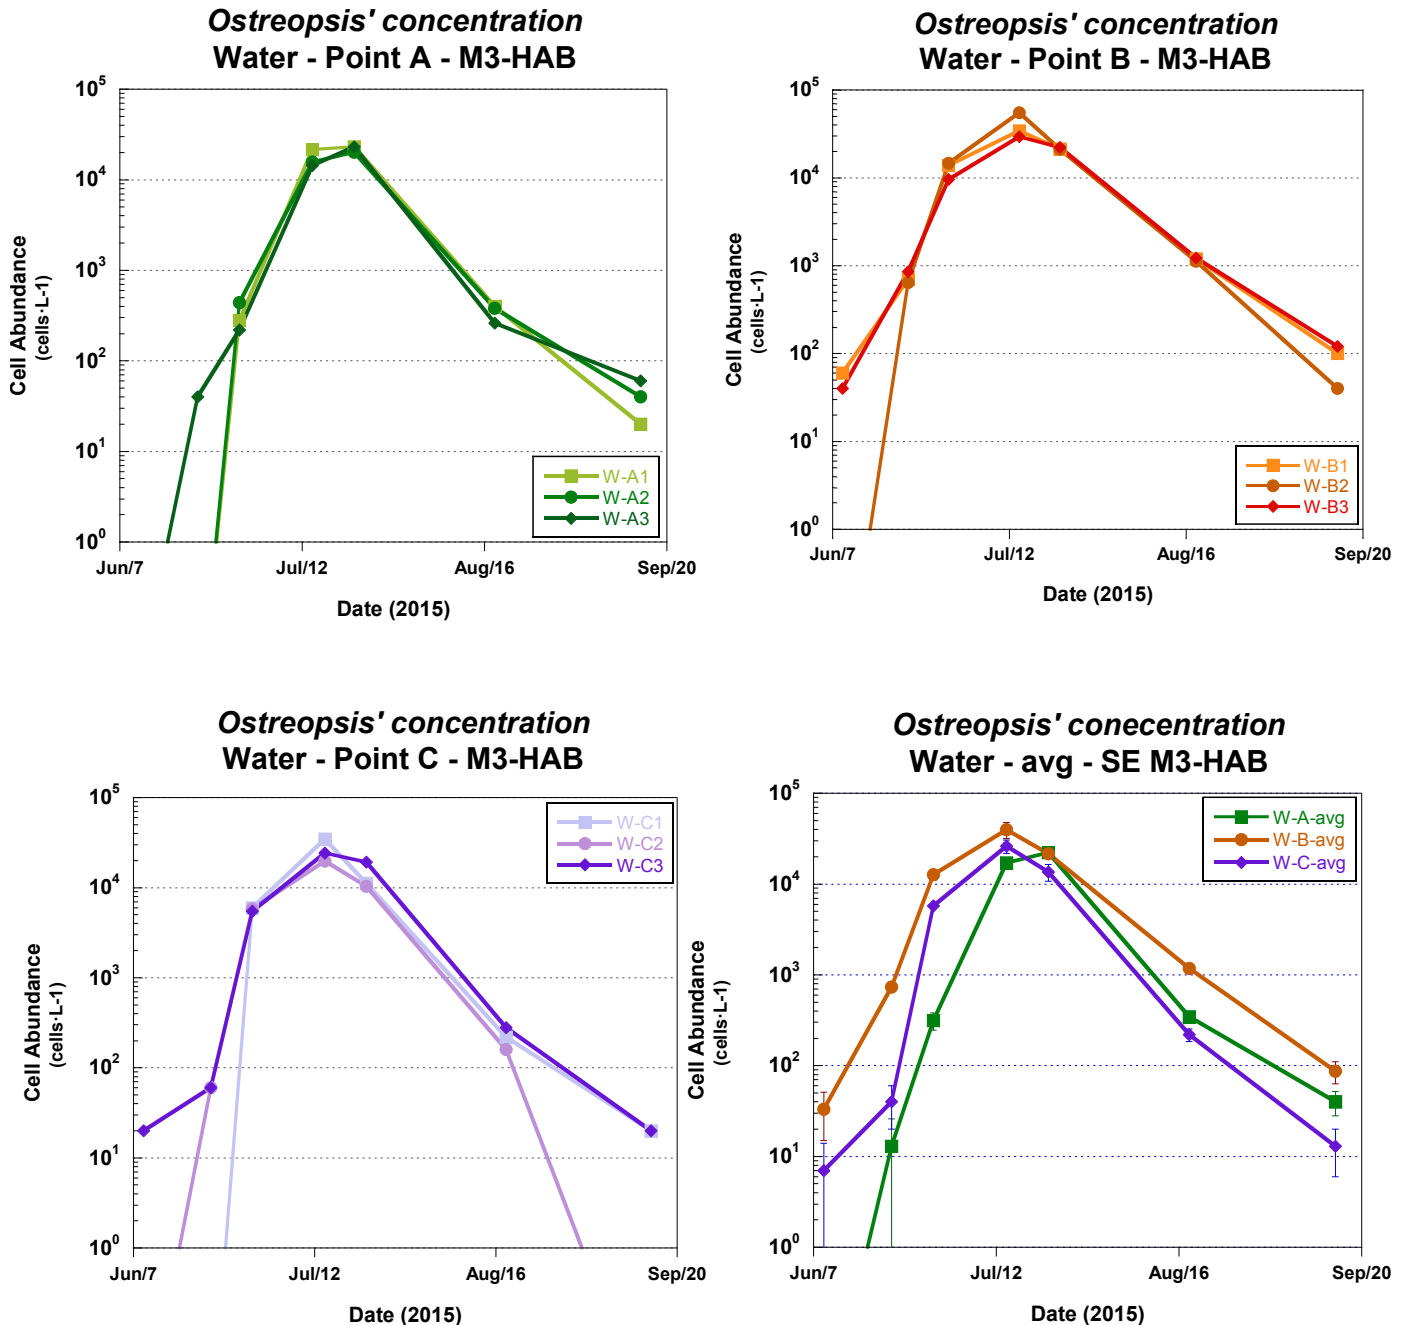 Ostreopsis' concentration
Water - Point A - M3-HAB
10^5
10^4
10^3
10^2
10^1
10^0
Cell Abundance
(cells·L-1)
W-A1
W-A2
W-A3
Jun/7
Jul/12
Aug/16
Sep/20
Date (2015)
Ostreopsis' concentration
Water - Point B - M3-HAB
10^5
10^4
10^3
10^2
10^1
10^0
Cell Abundance
(cells·L-1)
W-B1
W-B2
W-B3
Jun/7
Jul/12
Aug/16
Sep/20
Date (2015)
Ostreopsis' concentration
Water - Point C - M3-HAB
10^5
10^4
10^3
10^2
10^1
10^0
Cell Abundance
(cells·L-1)
W-C1
W-C2
W-C3
Jun/7
Jul/12
Aug/16
Sep/20
Date (2015)
Ostreopsis' conecentration
Water - avg - SE M3-HAB
10^5
10^4
10^3
10^2
10^1
10^0
Cell Abundance
(cells·L-1)
W-A-avg
W-B-avg
W-C-avg
Jun/7
Jul/12
Aug/16
Sep/20
Date (2015)